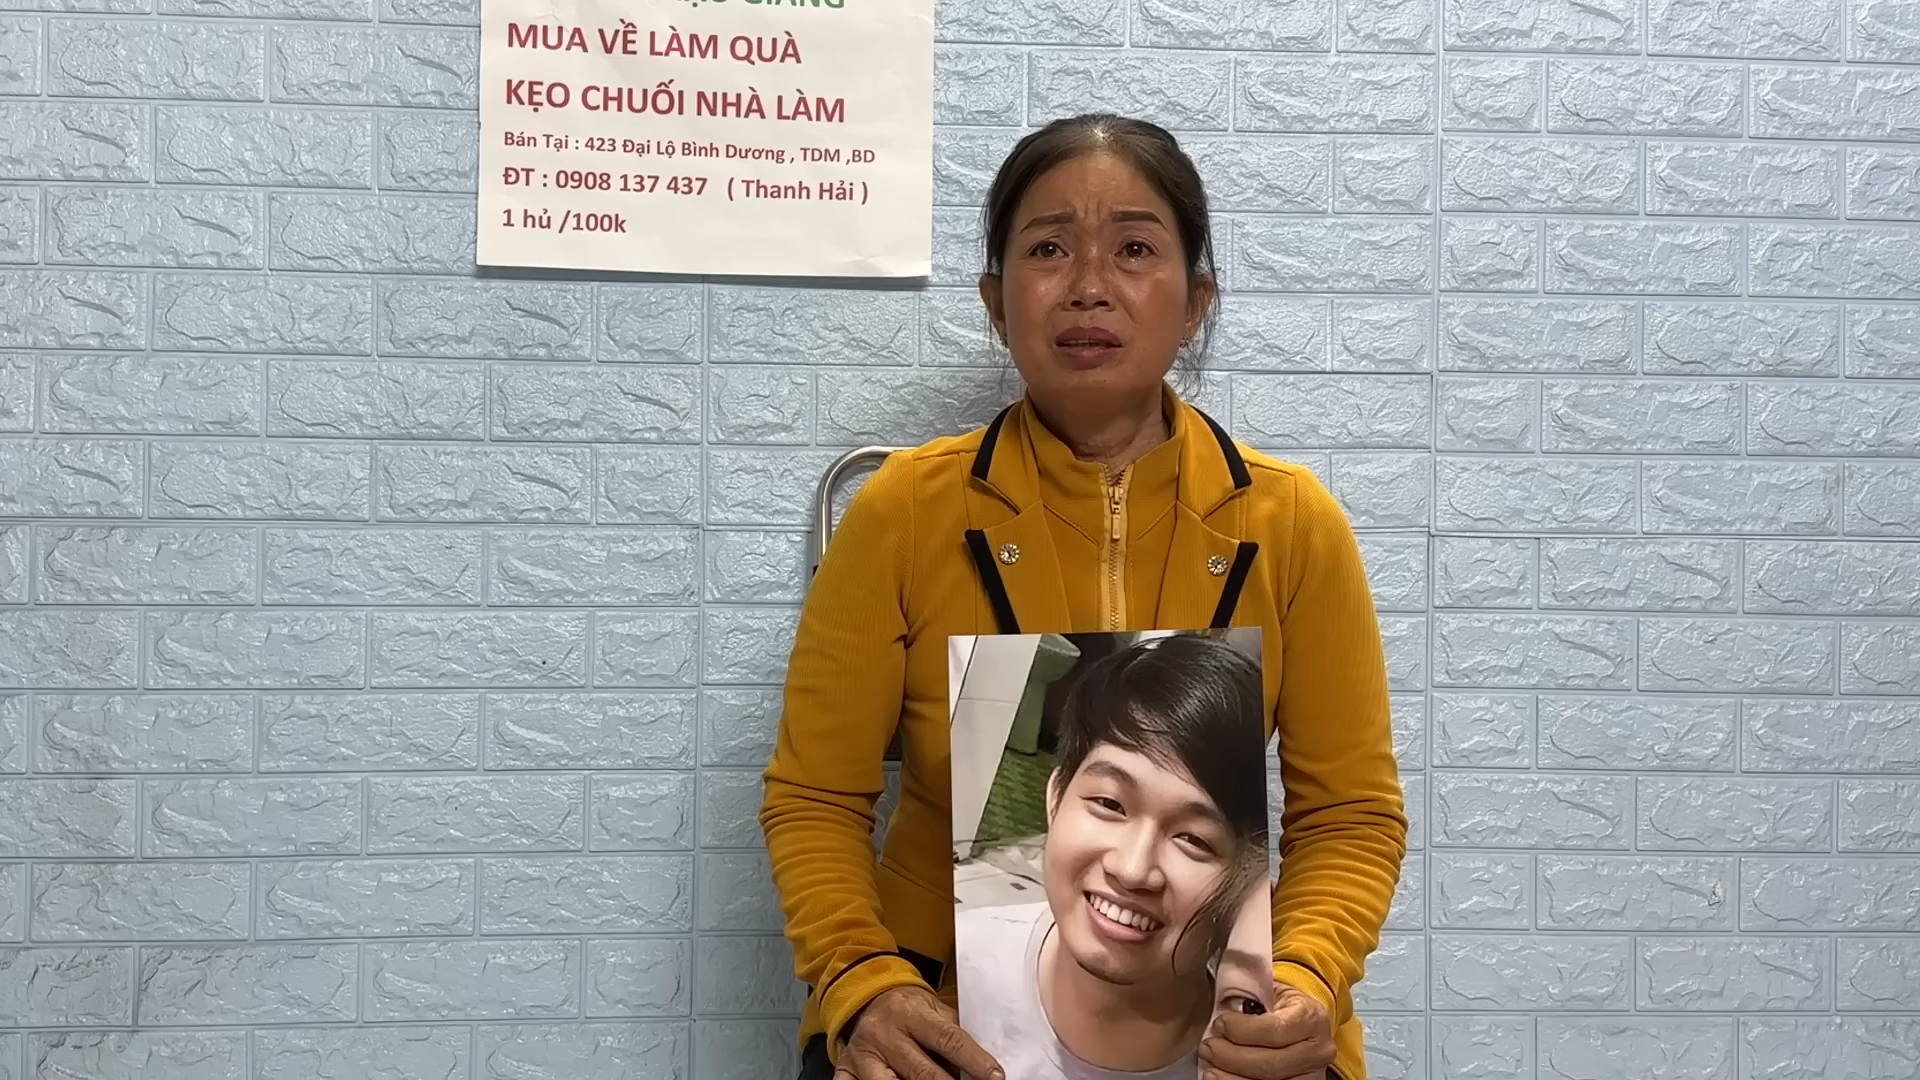 GIANG
MUA VỀ LÀM QUÀ
KẸO CHUỐI NHÀ LÀM
Bán Tại : 423 Đại Lộ Bình Dương , TDM ,BD
ĐT : 0908 137 437 ( Thanh Hải )
1 hủ /100k